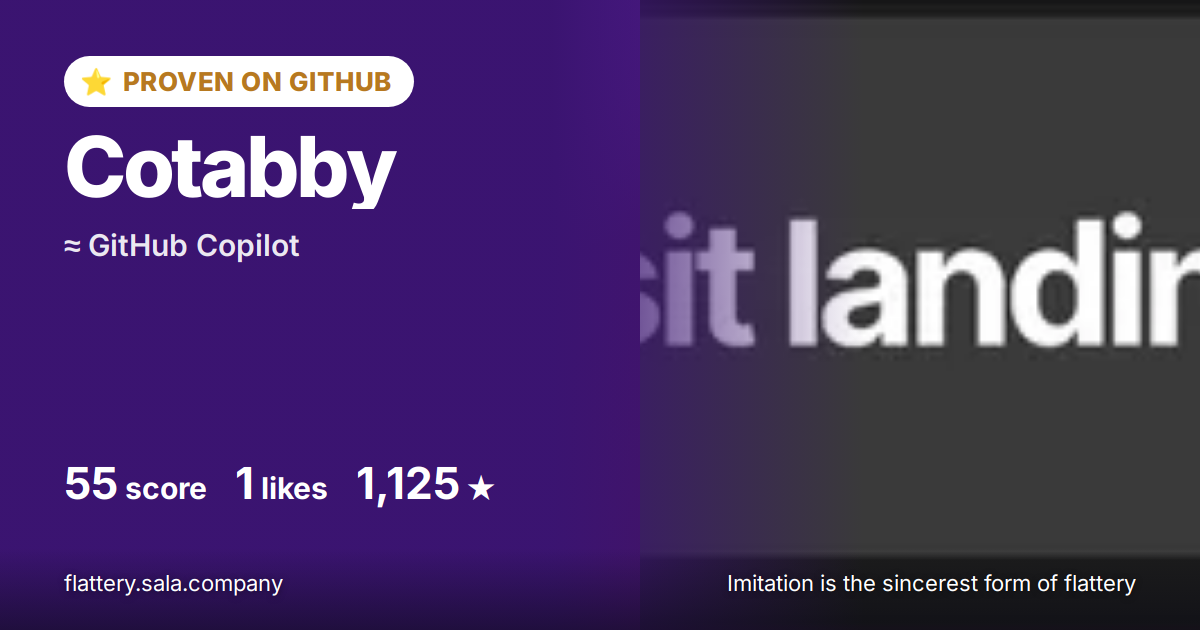 ⭐ PROVEN ON GITHUB
Cotabby
≈ GitHub Copilot
sit landin
55 score 1 likes 1,125 ★
flattery.sala.company
Imitation is the sincerest form of flattery